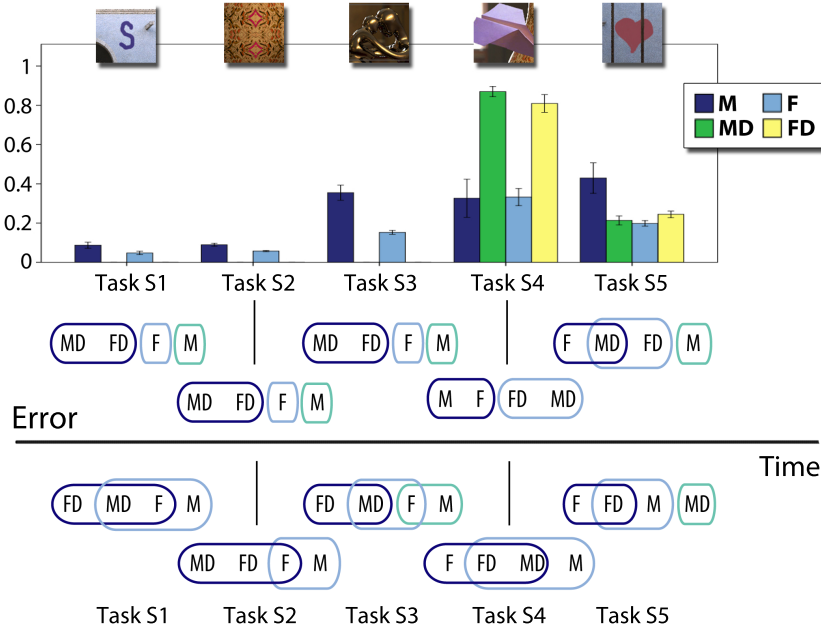 S
1
0.8
0.6
0.4
0.2
0
M F
MD FD
Task S1 Task S2 Task S3 Task S4 Task S5
MD FD F M
MD FD F M
F MD FD M
MD FD F M
M F FD MD
Error
Time
FD MD F M
FD MD F M
F FD M MD
MD FD F M
F FD MD M
Task S1 Task S2 Task S3 Task S4 Task S5